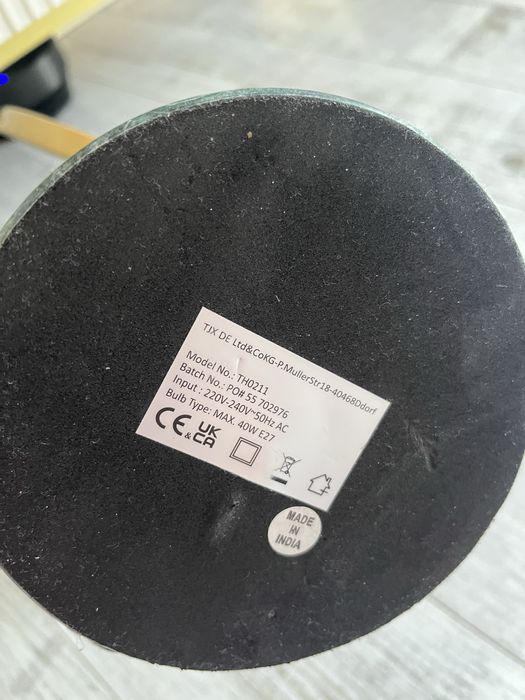 TJX DE Ltd&CoKG-P.MullerStr18-40468Ddorf
Model No.: TH0211
Batch No.: PO# 55 702976
Input : 220V-240V~50Hz AC
Bulb Type: MAX. 40W E27
CE & UK CA
MADE
IN
INDIA